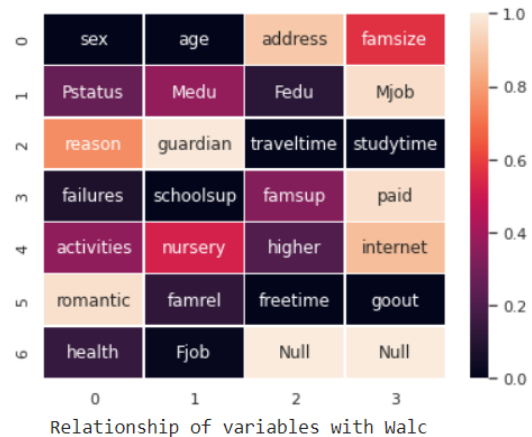 0 sex age address famsize 1.0
1 Pstatus Medu Fedu Mjob 0.8
2 reason guardian traveltime studytime 0.6
3 failures schoolsup famsup paid
4 activities nursery higher internet 0.4
5 romantic famrel freetime goout 0.2
6 health Fjob Null Null 0.0
0 1 2 3
Relationship of variables with Walc